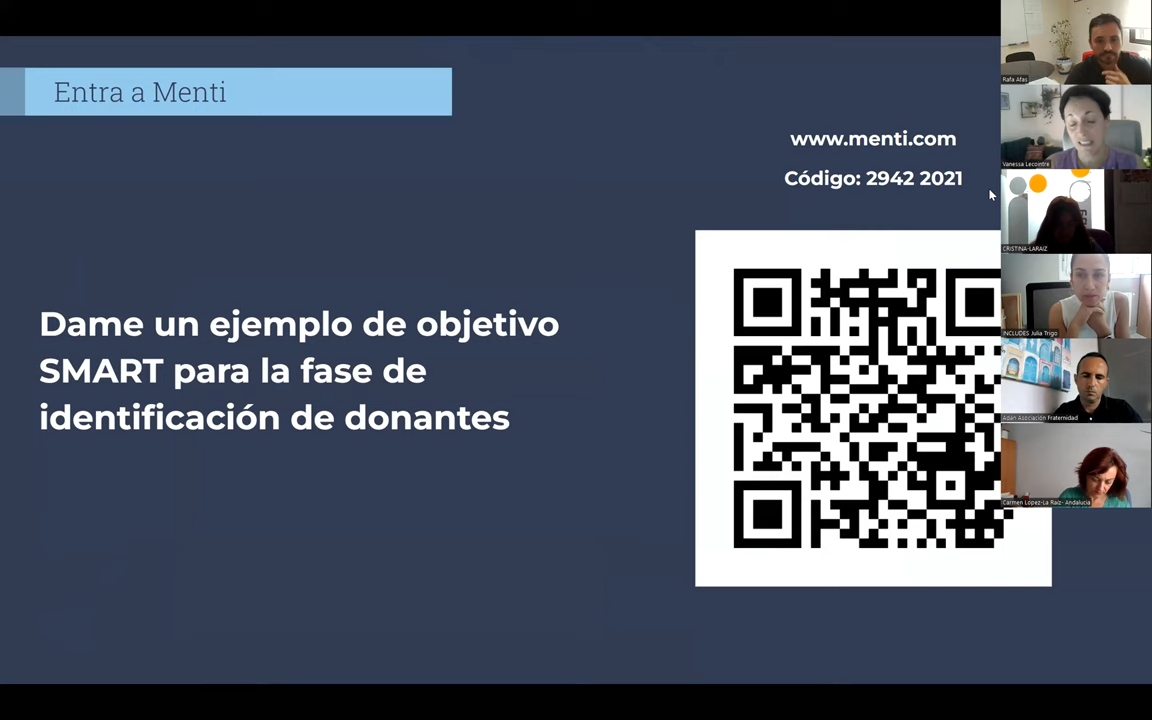 Entra a Menti
www.menti.com
Código: 2942 2021
Dame un ejemplo de objetivo
SMART para la fase de
identificación de donantes
Rafa Afas
Vanessa Lecointre
CRISTINA-LARAIZ
INCLUDES Julia Trigo
Adan Asociación Fraternidad
Carmen Lopez-La Raíz- Andalucia